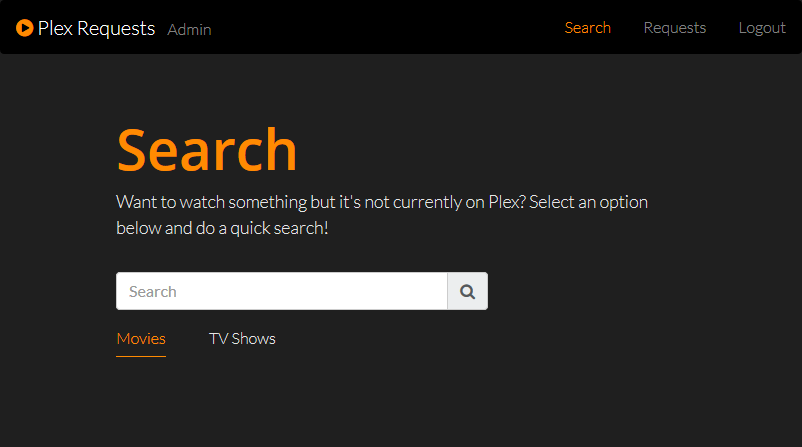 Plex Requests Admin Search Requests Logout
Search
Want to watch something but it's not currently on Plex? Select an option
below and do a quick search!
Search
Movies TV Shows